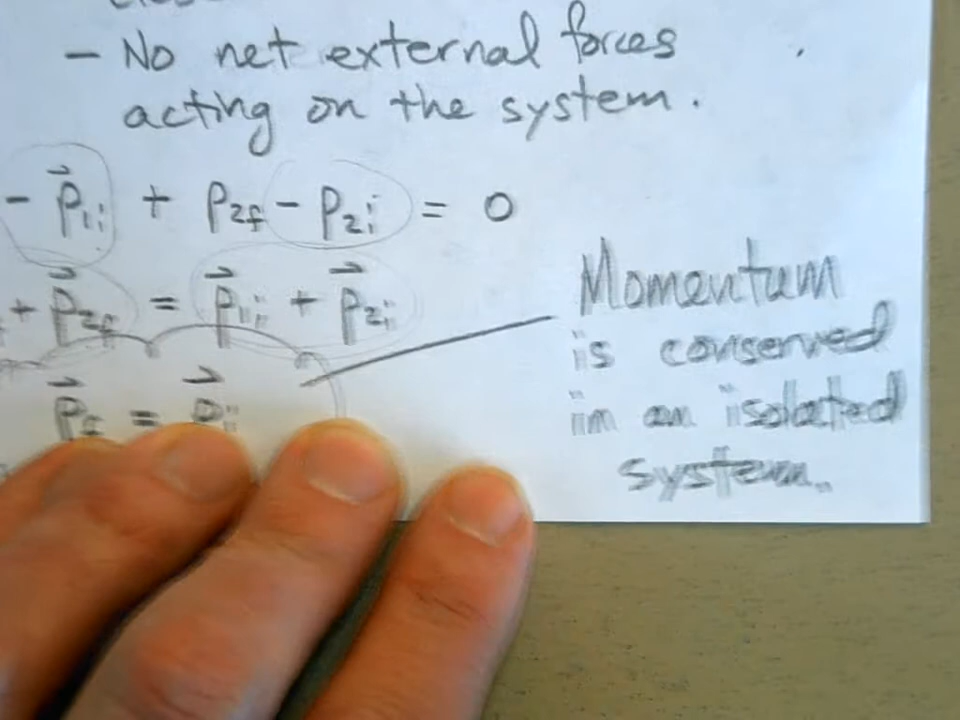 - No net external forces
acting on the system.
- p⃗₁ᵢ + p₂f - p₂ᵢ = 0
+ p⃗₂f = p⃗₁ᵢ + p⃗₂ᵢ
p⃗f = p⃗ᵢ
Momentum
is conserved
in an isolated
system.